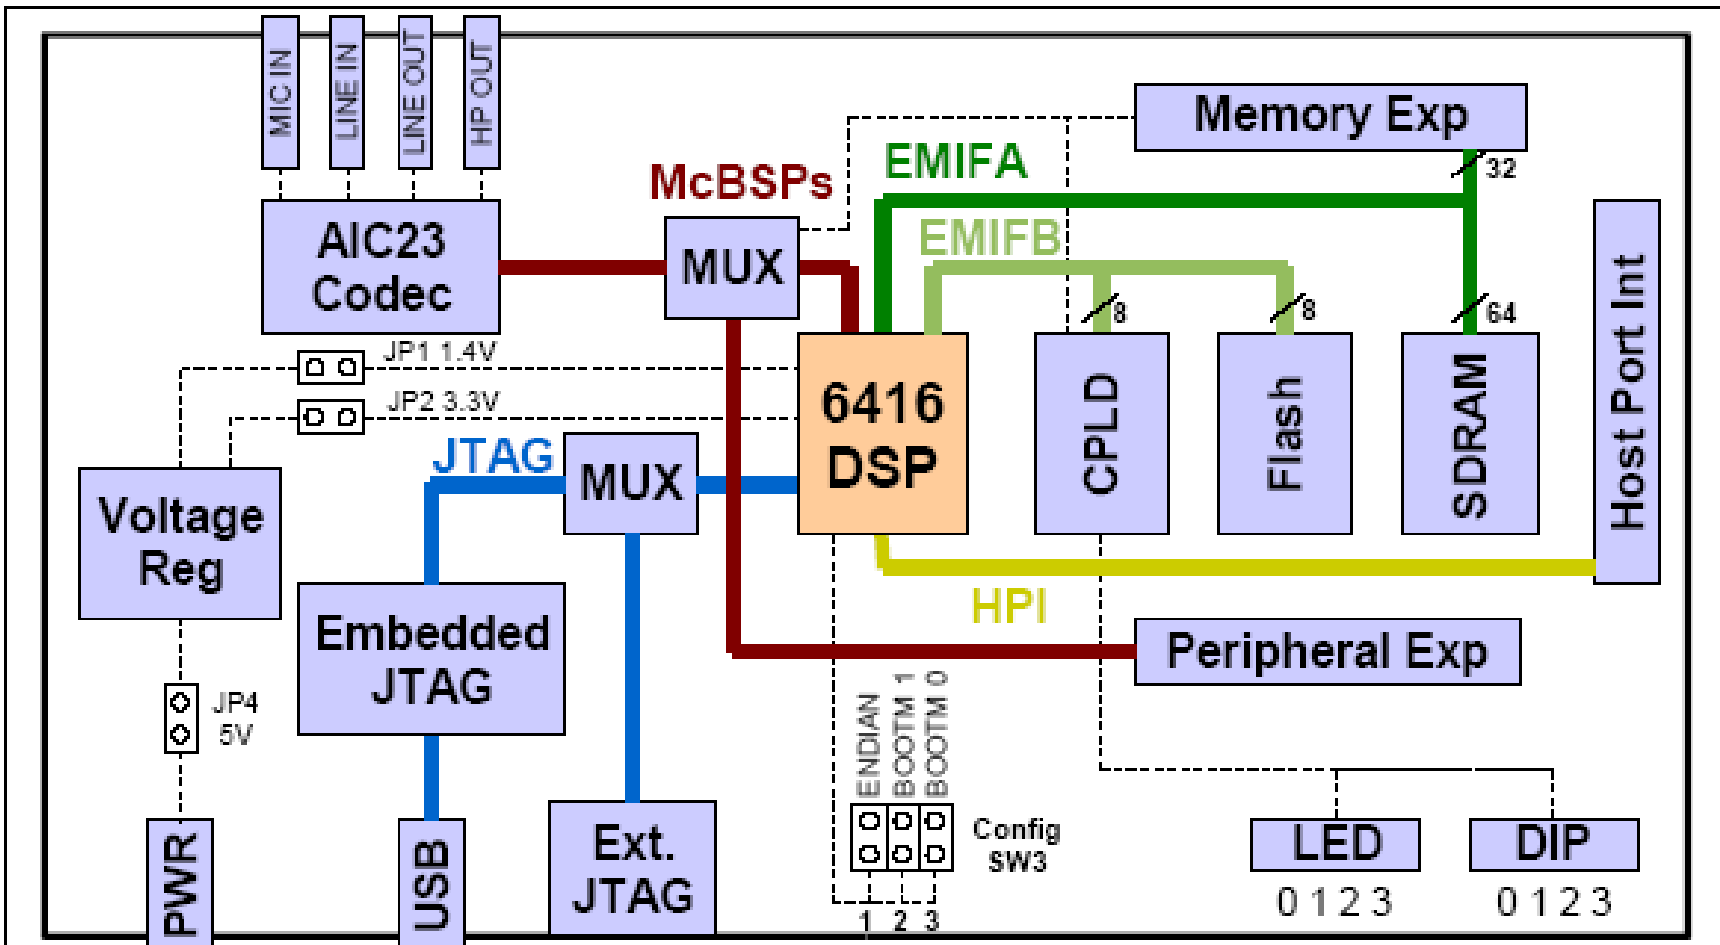 MIC IN
LINE IN
LINE OUT
HP OUT
Memory Exp
32
McBSPs
EMIFA
EMIFB
AIC23
Codec
MUX
8
8
64
Host Port Int
JP1 1.4V
JP2 3.3V
6416
DSP
CPLD
Flash
SDRAM
JTAG
MUX
Voltage
Reg
HPI
Embedded
JTAG
Peripheral Exp
JP4
5V
ENDIAN
BOOTM 1
BOOTM 0
Config
SW3
PWR
USB
Ext.
JTAG
LED
DIP
0 1 2 3
0 1 2 3
1 2 3